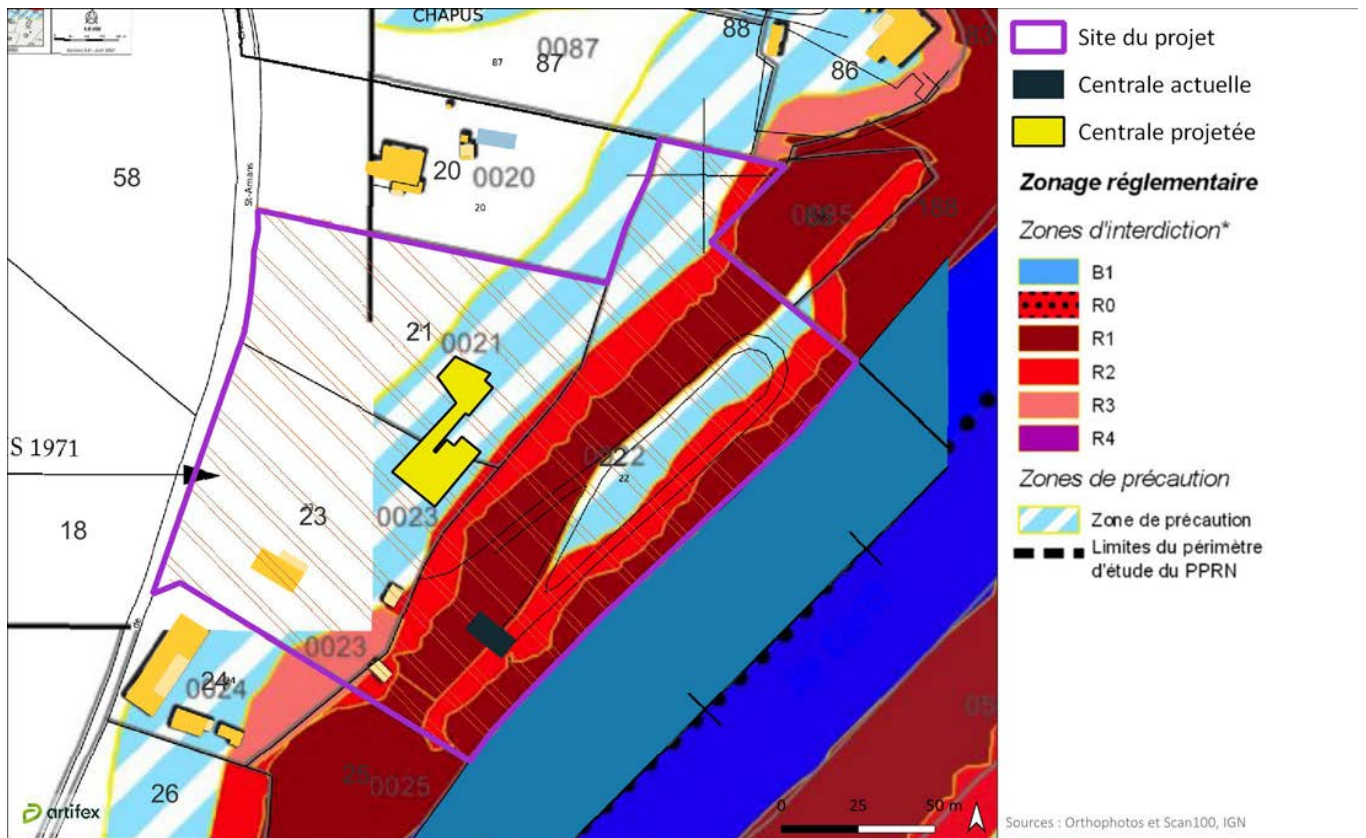 CHAPUS
0087
87
87
88
86
58
20
0020
20
St-Amans
21
0021
S 1971
18
23
0023
0022
22
0023
24
0024
26
25
0025
artifex
0 25 50 m
Site du projet
Centrale actuelle
Centrale projetée
Zonage réglementaire
Zones d'interdiction*
B1
R0
R1
R2
R3
R4
Zones de précaution
Zone de précaution
Limites du périmètre
d'étude du PPRN
Sources : Orthophotos et Scan100, IGN